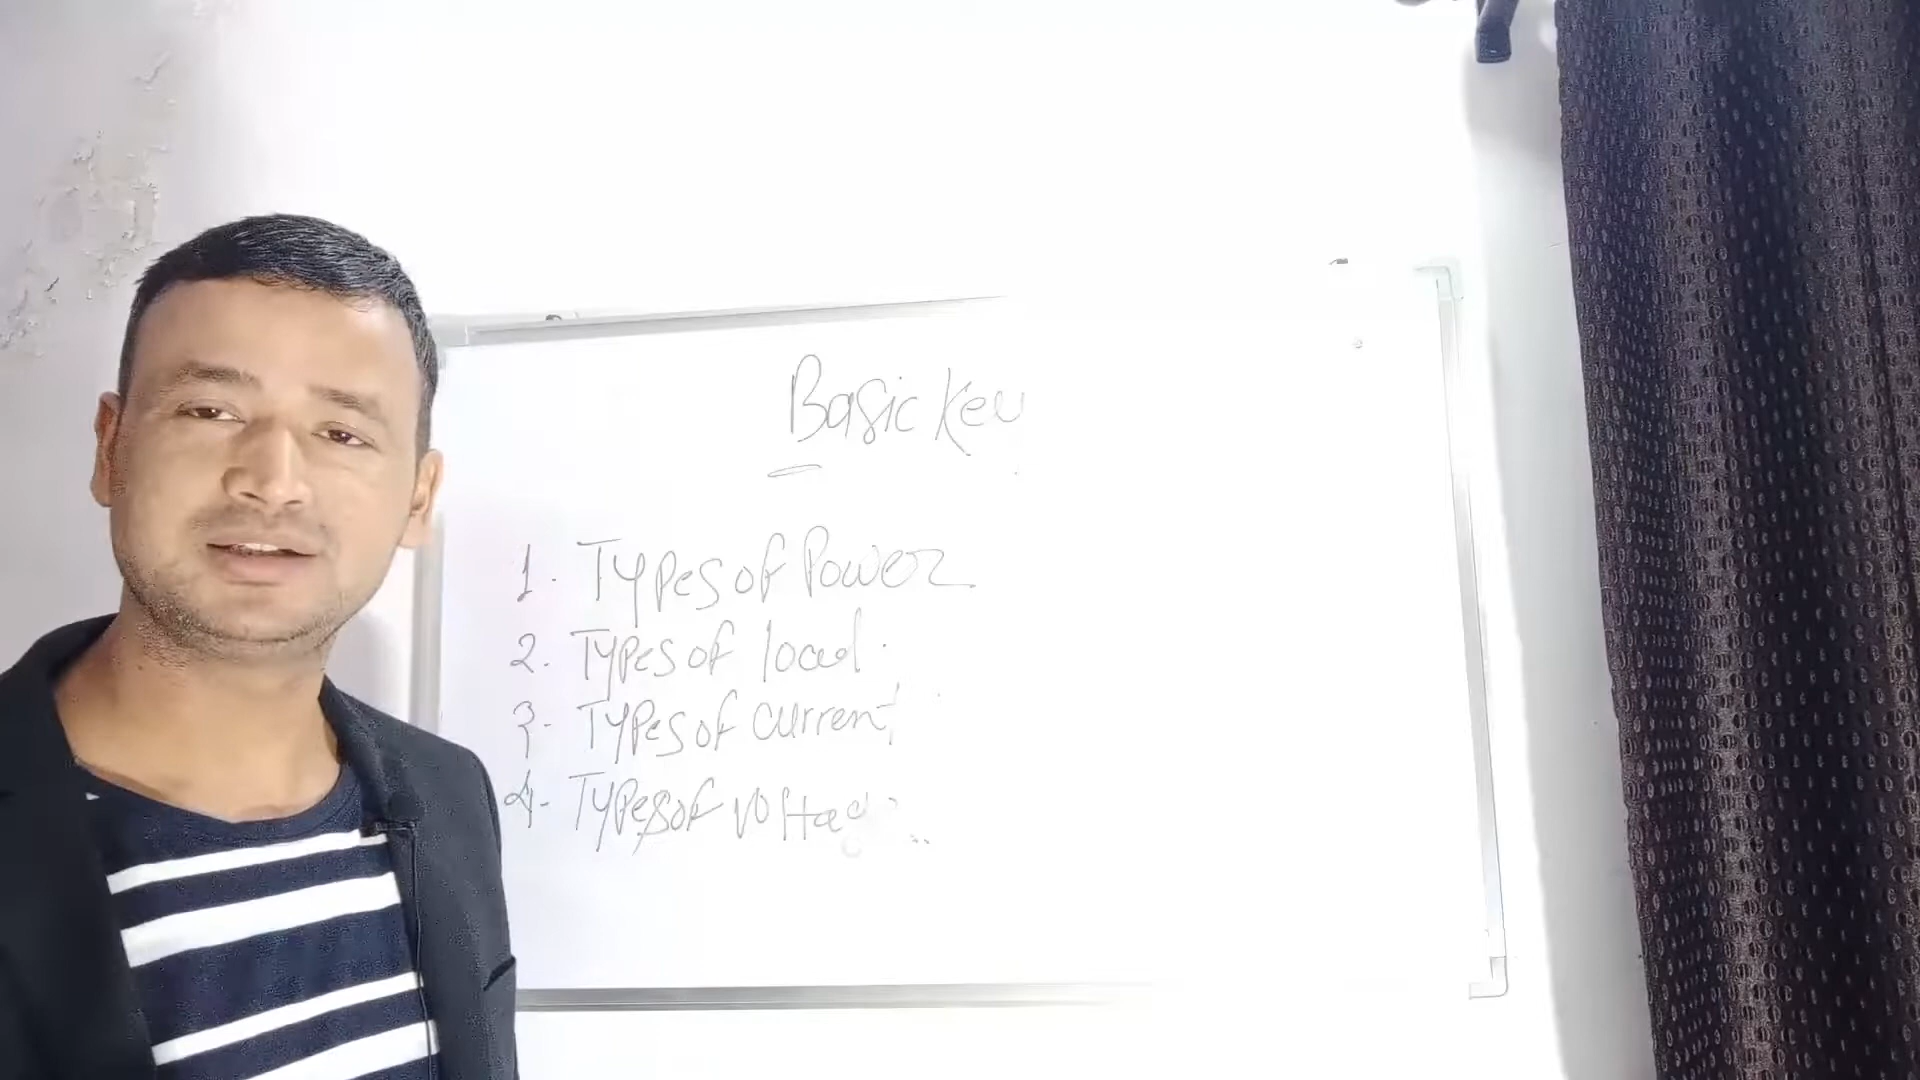 Basic Key
1. Types of Power
2. Types of load.
3- Types of current
4- Types of voltage